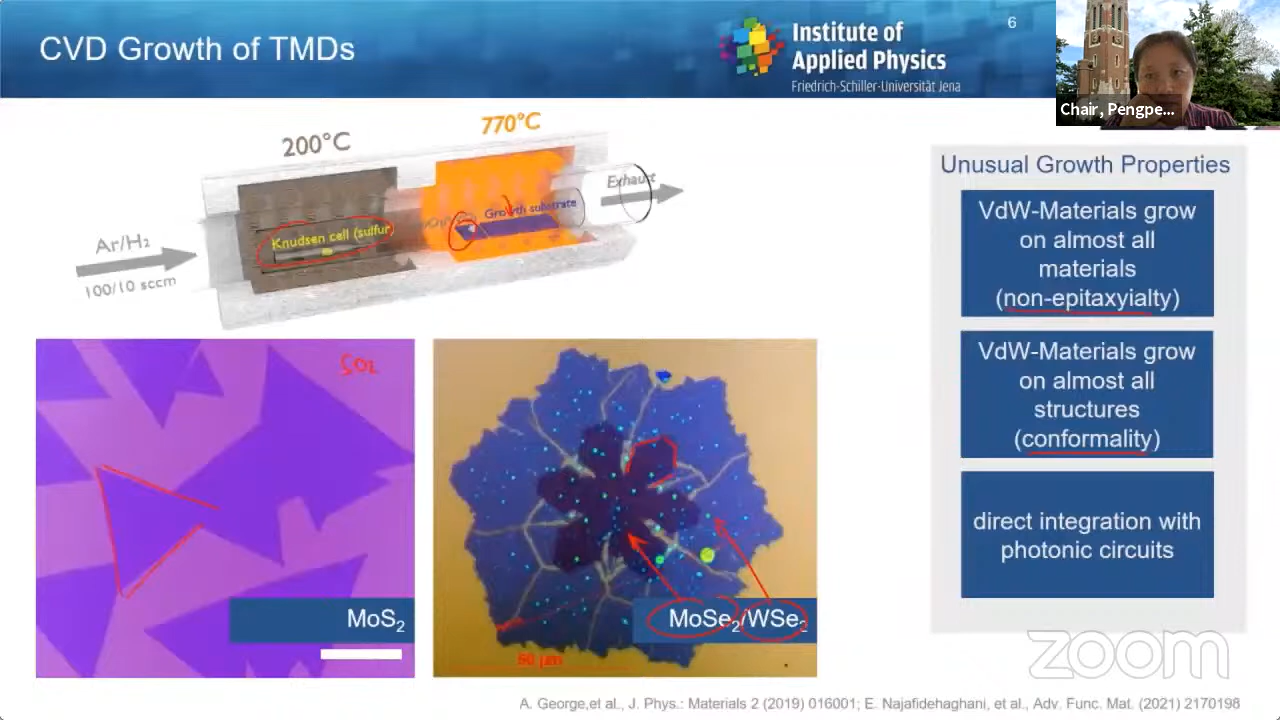 CVD Growth of TMDs
Institute of
Applied Physics
Friedrich-Schiller-Universität Jena
6
Chair, Pengpe...
200°C
770°C
Ar/H2
100/10 sccm
Knudsen cell (sulfur)
Growth substrate
Exhaust
MoS2
MoSe2/WSe2
Unusual Growth Properties
VdW-Materials grow
on almost all
materials
(non-epitaxyialty)
VdW-Materials grow
on almost all
structures
(conformality)
direct integration with
photonic circuits
zoom
A. George,et al., J. Phys.: Materials 2 (2019) 016001; E. Najafidehaghani, et al., Adv. Func. Mat. (2021) 2170198